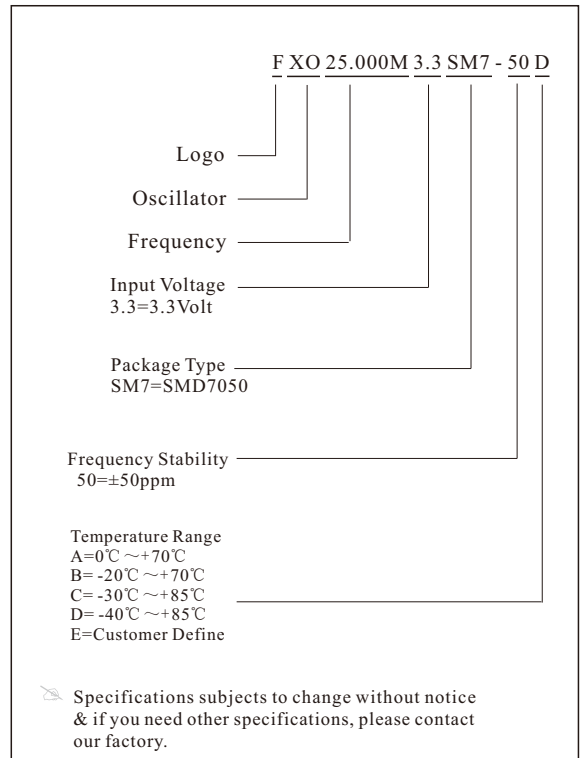 F XO 25.000M 3.3 SM7 - 50 D
Logo
Oscillator
Frequency
Input Voltage
3.3=3.3Volt
Package Type
SM7=SMD7050
Frequency Stability
50=±50ppm
Temperature Range
A=0℃ ～+70℃
B= -20℃ ～+70℃
C= -30℃ ～+85℃
D= -40℃ ～+85℃
E=Customer Define
Specifications subjects to change without notice
& if you need other specifications, please contact
our factory.